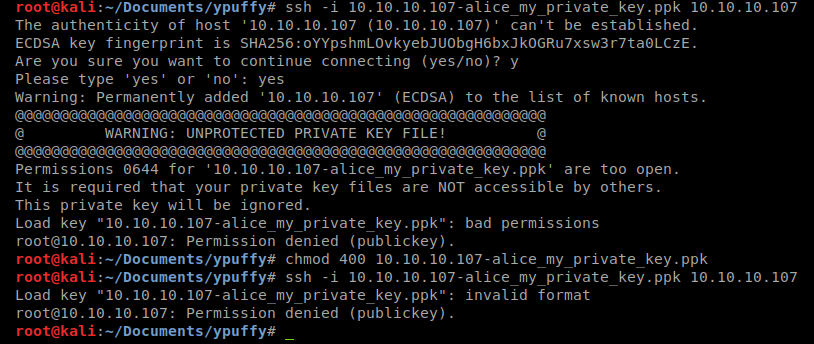 root@kali:~/Documents/ypuffy# ssh -i 10.10.10.107-alice_my_private_key.ppk 10.10.10.107
The authenticity of host '10.10.10.107 (10.10.10.107)' can't be established.
ECDSA key fingerprint is SHA256:oYYpshmLOvkyebJUObgH6bxJkOGRu7xsw3r7ta0LCzE.
Are you sure you want to continue connecting (yes/no)? y
Please type 'yes' or 'no': yes
Warning: Permanently added '10.10.10.107' (ECDSA) to the list of known hosts.
@@@@@@@@@@@@@@@@@@@@@@@@@@@@@@@@@@@@@@@@@@@@@@@@@@@@@@@@@@@
@         WARNING: UNPROTECTED PRIVATE KEY FILE!          @
@@@@@@@@@@@@@@@@@@@@@@@@@@@@@@@@@@@@@@@@@@@@@@@@@@@@@@@@@@@
Permissions 0644 for '10.10.10.107-alice_my_private_key.ppk' are too open.
It is required that your private key files are NOT accessible by others.
This private key will be ignored.
Load key "10.10.10.107-alice_my_private_key.ppk": bad permissions
root@10.10.10.107: Permission denied (publickey).
root@kali:~/Documents/ypuffy# chmod 400 10.10.10.107-alice_my_private_key.ppk
root@kali:~/Documents/ypuffy# ssh -i 10.10.10.107-alice_my_private_key.ppk 10.10.10.107
Load key "10.10.10.107-alice_my_private_key.ppk": invalid format
root@10.10.10.107: Permission denied (publickey).
root@kali:~/Documents/ypuffy# _